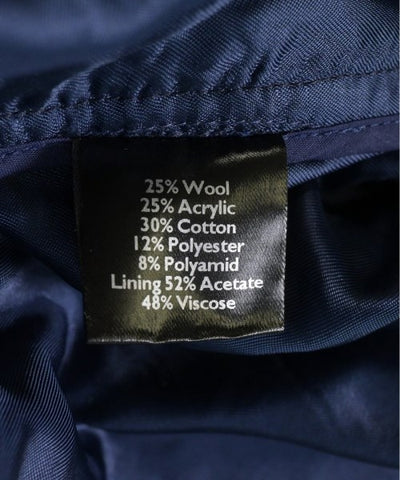 25% Wool
25% Acrylic
30% Cotton
12% Polyester
8% Polyamid
Lining 52% Acetate
48% Viscose